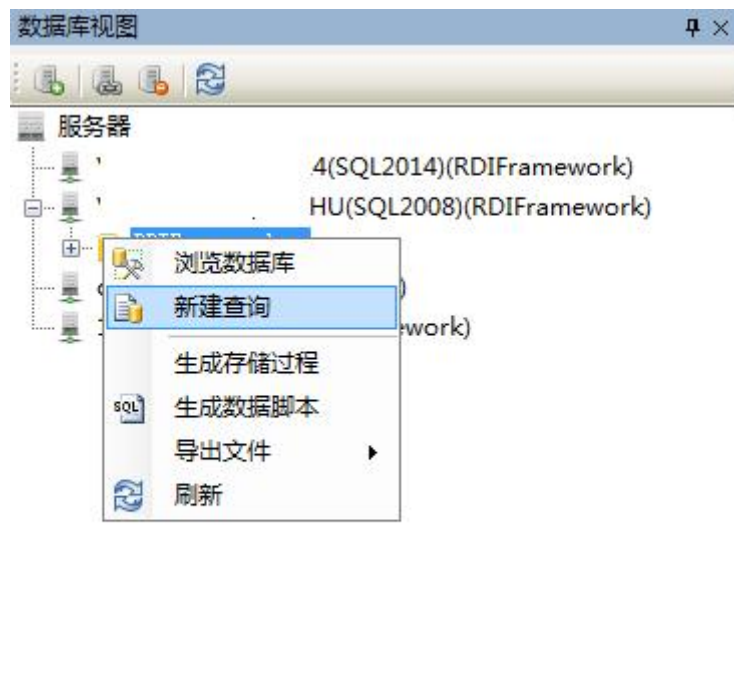 数据库视图
服务器
4(SQL2014)(RDIFramework)
HU(SQL2008)(RDIFramework)
浏览数据库
)
新建查询
work)
生成存储过程
SQL
生成数据脚本
导出文件
刷新